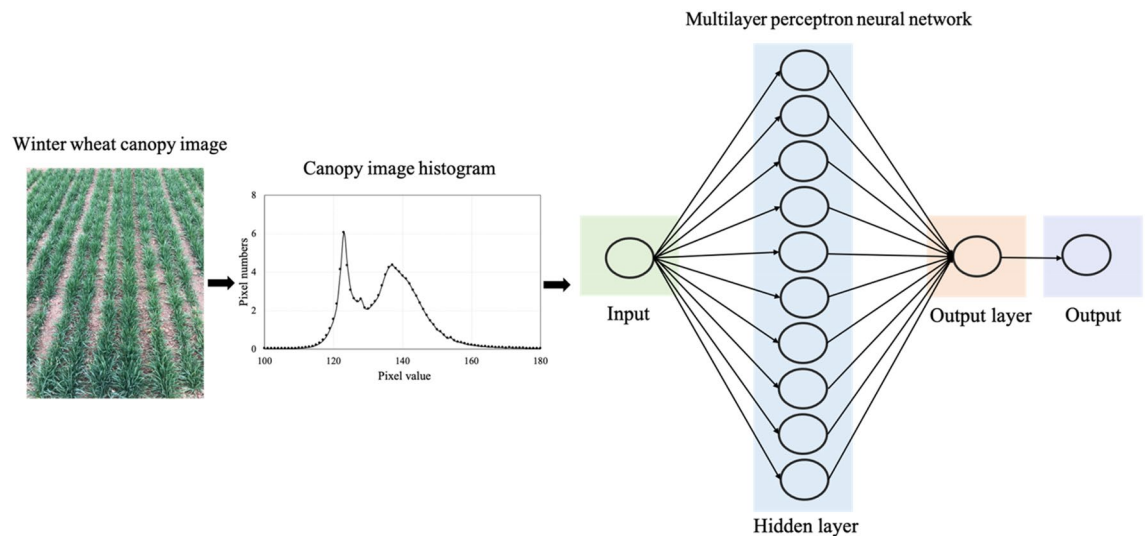 Multilayer perceptron neural network
Winter wheat canopy image
Canopy image histogram
8
6
4
2
0
Pixel numbers
100 120 140 160 180
Pixel value
Input
Hidden layer
Output layer
Output